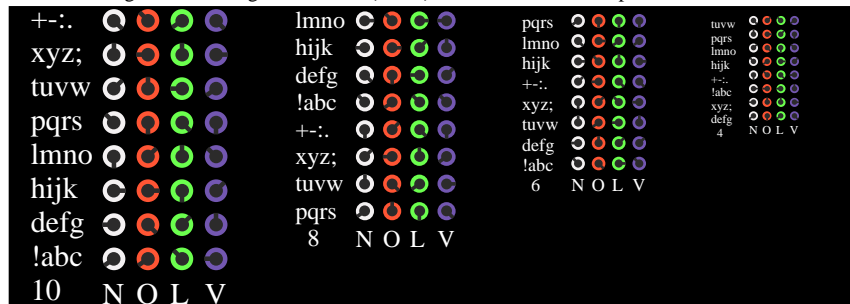 +-:.
xyz;
tuvw
pqrs
lmno
hijk
defg
!abc
10 N O L V
lmno
hijk
defg
!abc
+-:.
xyz;
tuvw
pqrs
8 N O L V
pqrs
lmno
hijk
+-:.
xyz;
tuvw
defg
!abc
6 N O L V
tuvw
pqrs
lmno
hijk
+-:.
!abc
xyz;
defg
4 N O L V